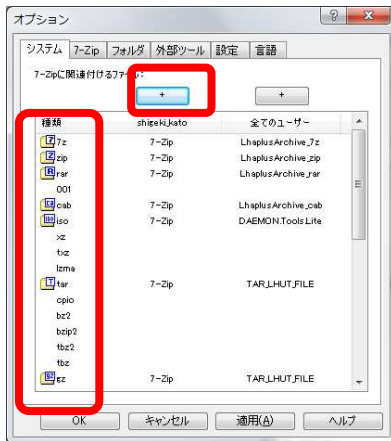 オプション
システム 7-Zip フォルダ 外部ツール 設定 言語
7-Zipに関連付けるファイル:
+ +
種類 shigeki_kato 全てのユーザー
7z 7-Zip LhaplusArchive_7z
zip 7-Zip LhaplusArchive_zip
rar 7-Zip LhaplusArchive_rar
001
cab 7-Zip LhaplusArchive_cab
iso 7-Zip DAEMON.Tools.Lite
xz
txz
lzma
tar 7-Zip TAR_LHUT_FILE
cpio
bz2
bzip2
tbz2
tbz
gz 7-Zip TAR_LHUT_FILE
OK キャンセル 適用(A) ヘルプ